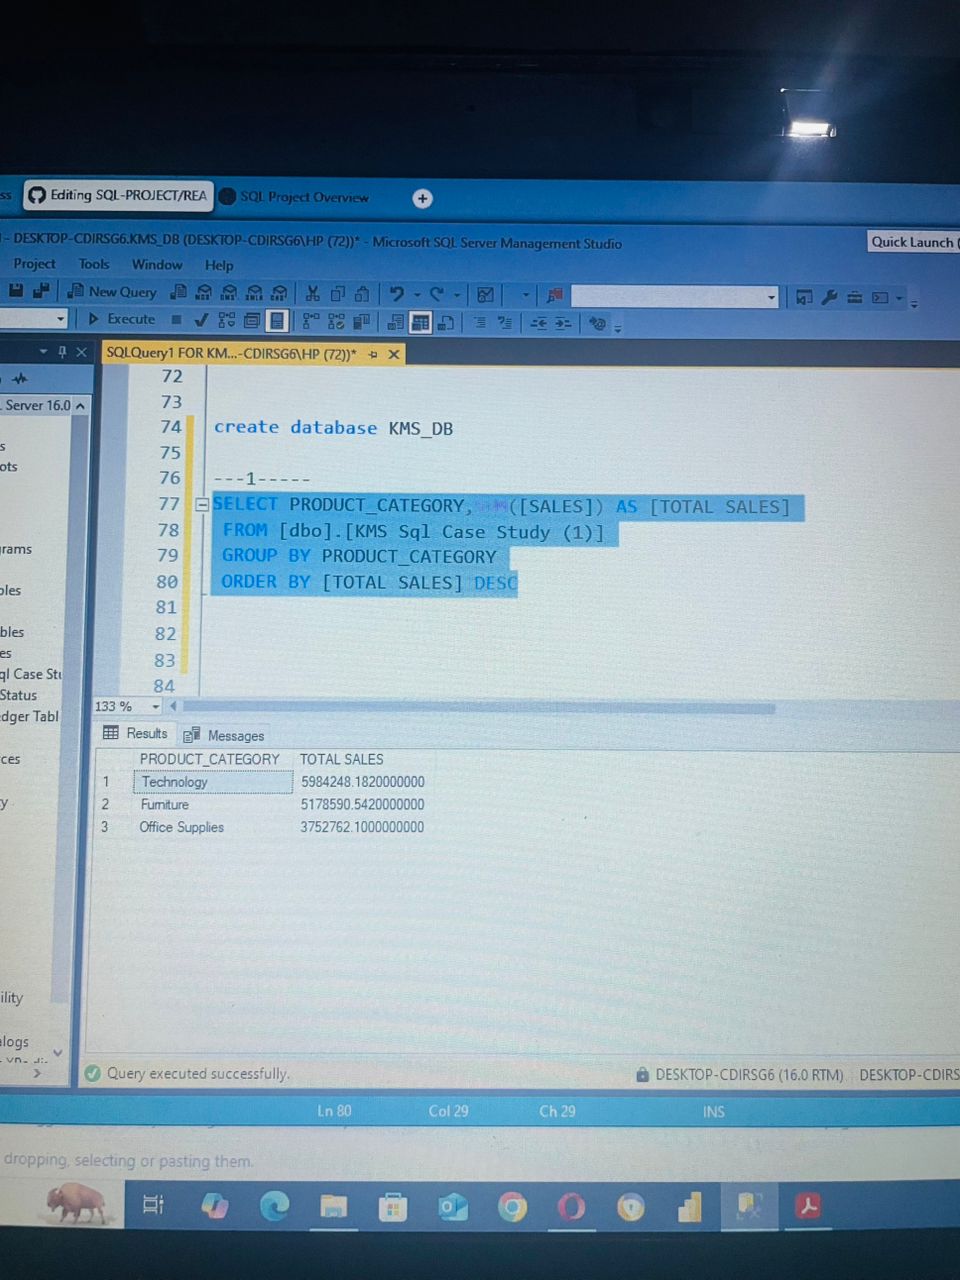 ss
Editing SQL-PROJECT/REA
SQL Project Overview
- DESKTOP-CDIRSG6.KMS_DB (DESKTOP-CDIRSG6\HP (72))* - Microsoft SQL Server Management Studio
Quick Launch (
Project Tools Window Help
New Query
Execute
SQLQuery1 FOR KM...-CDIRSG6\HP (72))*
Server 16.0
s
ots
rams
bles
bles
es
ql Case Stu
Status
dger Tabl
ces
y
ility
alogs
72
73
74 create database KMS_DB
75
76 ---1-----
77 SELECT PRODUCT_CATEGORY, ([SALES]) AS [TOTAL SALES]
78 FROM [dbo].[KMS Sql Case Study (1)]
79 GROUP BY PRODUCT_CATEGORY
80 ORDER BY [TOTAL SALES] DESC
81
82
83
84
133 %
Results Messages
PRODUCT_CATEGORY TOTAL SALES
1 Technology 5984248.1820000000
2 Furniture 5178590.5420000000
3 Office Supplies 3752762.1000000000
Query executed successfully.
DESKTOP-CDIRSG6 (16.0 RTM) DESKTOP-CDIRS
Ln 80 Col 29 Ch 29 INS
dropping, selecting or pasting them.